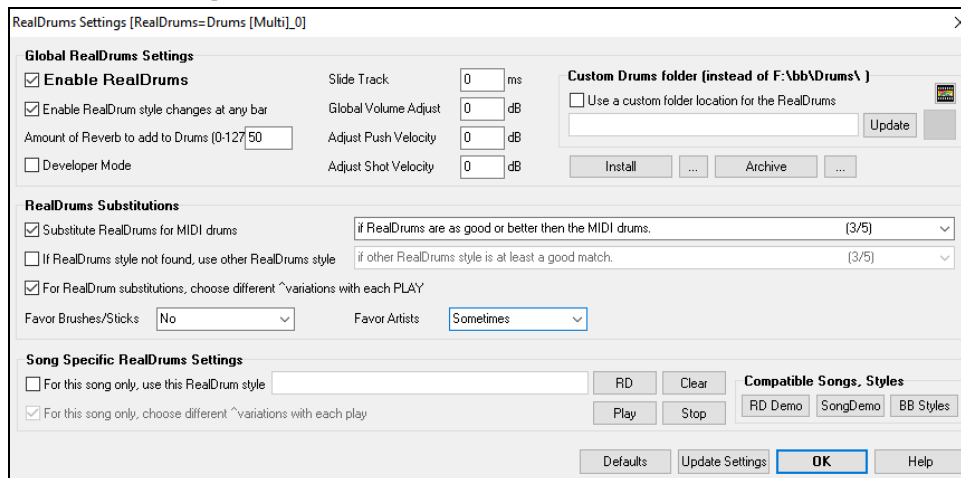 RealDrums Settings [RealDrums=Drums [Multi]_0]
Global RealDrums Settings
Enable RealDrums
Slide Track 0 ms
Custom Drums folder (instead of F:\bb\Drums\ )
Enable RealDrum style changes at any bar
Global Volume Adjust 0 dB
Use a custom folder location for the RealDrums
Amount of Reverb to add to Drums (0-127 50
Adjust Push Velocity 0 dB
Update
Developer Mode
Adjust Shot Velocity 0 dB
Install ... Archive ...
RealDrums Substitutions
Substitute RealDrums for MIDI drums
if RealDrums are as good or better then the MIDI drums. (3/5)
If RealDrums style not found, use other RealDrums style
if other RealDrums style is at least a good match. (3/5)
For RealDrum substitutions, choose different ^variations with each PLAY
Favor Brushes/Sticks No Favor Artists Sometimes
Song Specific RealDrums Settings
For this song only, use this RealDrum style
RD Clear
Compatible Songs, Styles
For this song only, choose different ^variations with each play
Play Stop
RD Demo SongDemo BB Styles
Defaults Update Settings OK Help